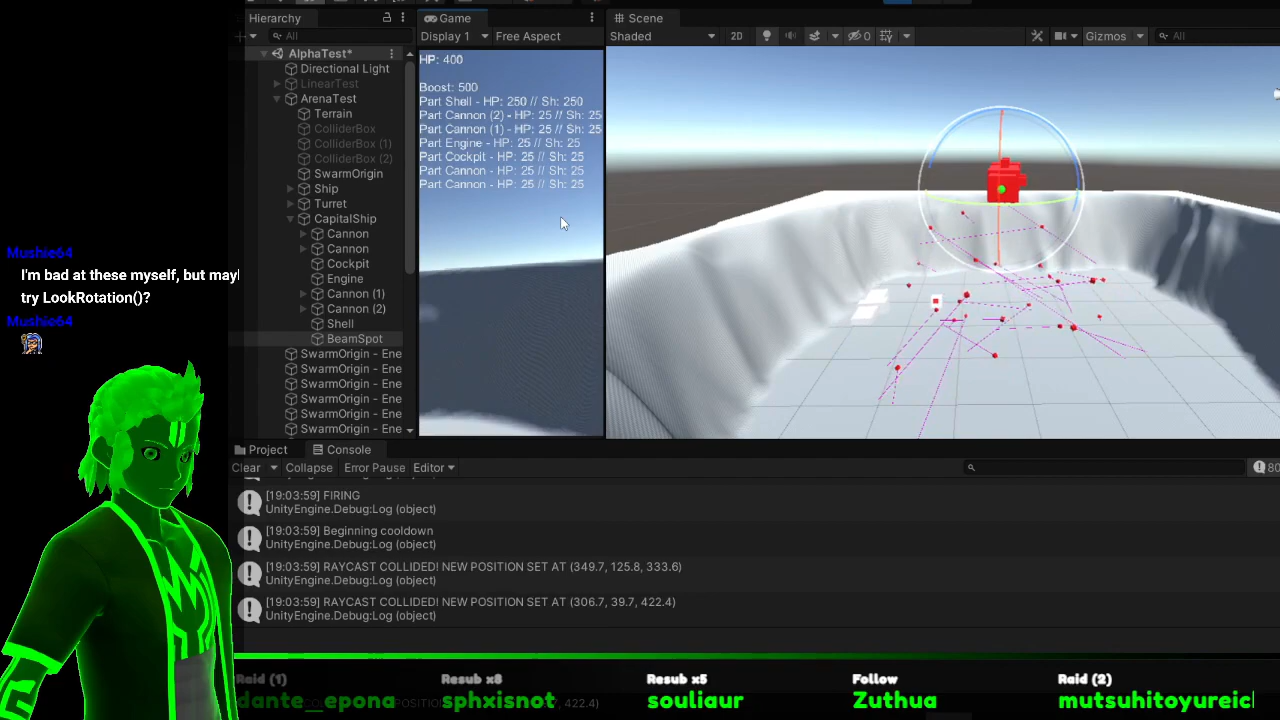 Hierarchy
Game
Scene
All
Display 1
Free Aspect
Shaded
2D
0
Gizmos
All
AlphaTest*
Directional Light
LinearTest
ArenaTest
Terrain
ColliderBox
ColliderBox (1)
ColliderBox (2)
SwarmOrigin
Ship
Turret
CapitalShip
Cannon
Cannon
Cockpit
Engine
Cannon (1)
Cannon (2)
Shell
BeamSpot
SwarmOrigin - Ene
SwarmOrigin - Ene
SwarmOrigin - Ene
SwarmOrigin - Ene
SwarmOrigin - Ene
SwarmOrigin - Ene
HP: 400
Boost: 500
Part Shell - HP: 250 // Sh: 250
Part Cannon (2) - HP: 25 // Sh: 25
Part Cannon (1) - HP: 25 // Sh: 25
Part Engine - HP: 25 // Sh: 25
Part Cockpit - HP: 25 // Sh: 25
Part Cannon - HP: 25 // Sh: 25
Part Cannon - HP: 25 // Sh: 25
Mushie64
I'm bad at these myself, but may
try LookRotation()?
Mushie64
Project
Console
Clear
Collapse
Error Pause
Editor
80
[19:03:59] FIRING
UnityEngine.Debug:Log (object)
[19:03:59] Beginning cooldown
UnityEngine.Debug:Log (object)
[19:03:59] RAYCAST COLLIDED! NEW POSITION SET AT (349.7, 125.8, 333.6)
UnityEngine.Debug:Log (object)
[19:03:59] RAYCAST COLLIDED! NEW POSITION SET AT (306.7, 39.7, 422.4)
UnityEngine.Debug:Log (object)
Raid (1)
dante__epona
Resub x8
sphxisnot
Resub x5
souliaur
Follow
Zuthua
Raid (2)
mutsuhitoyureic